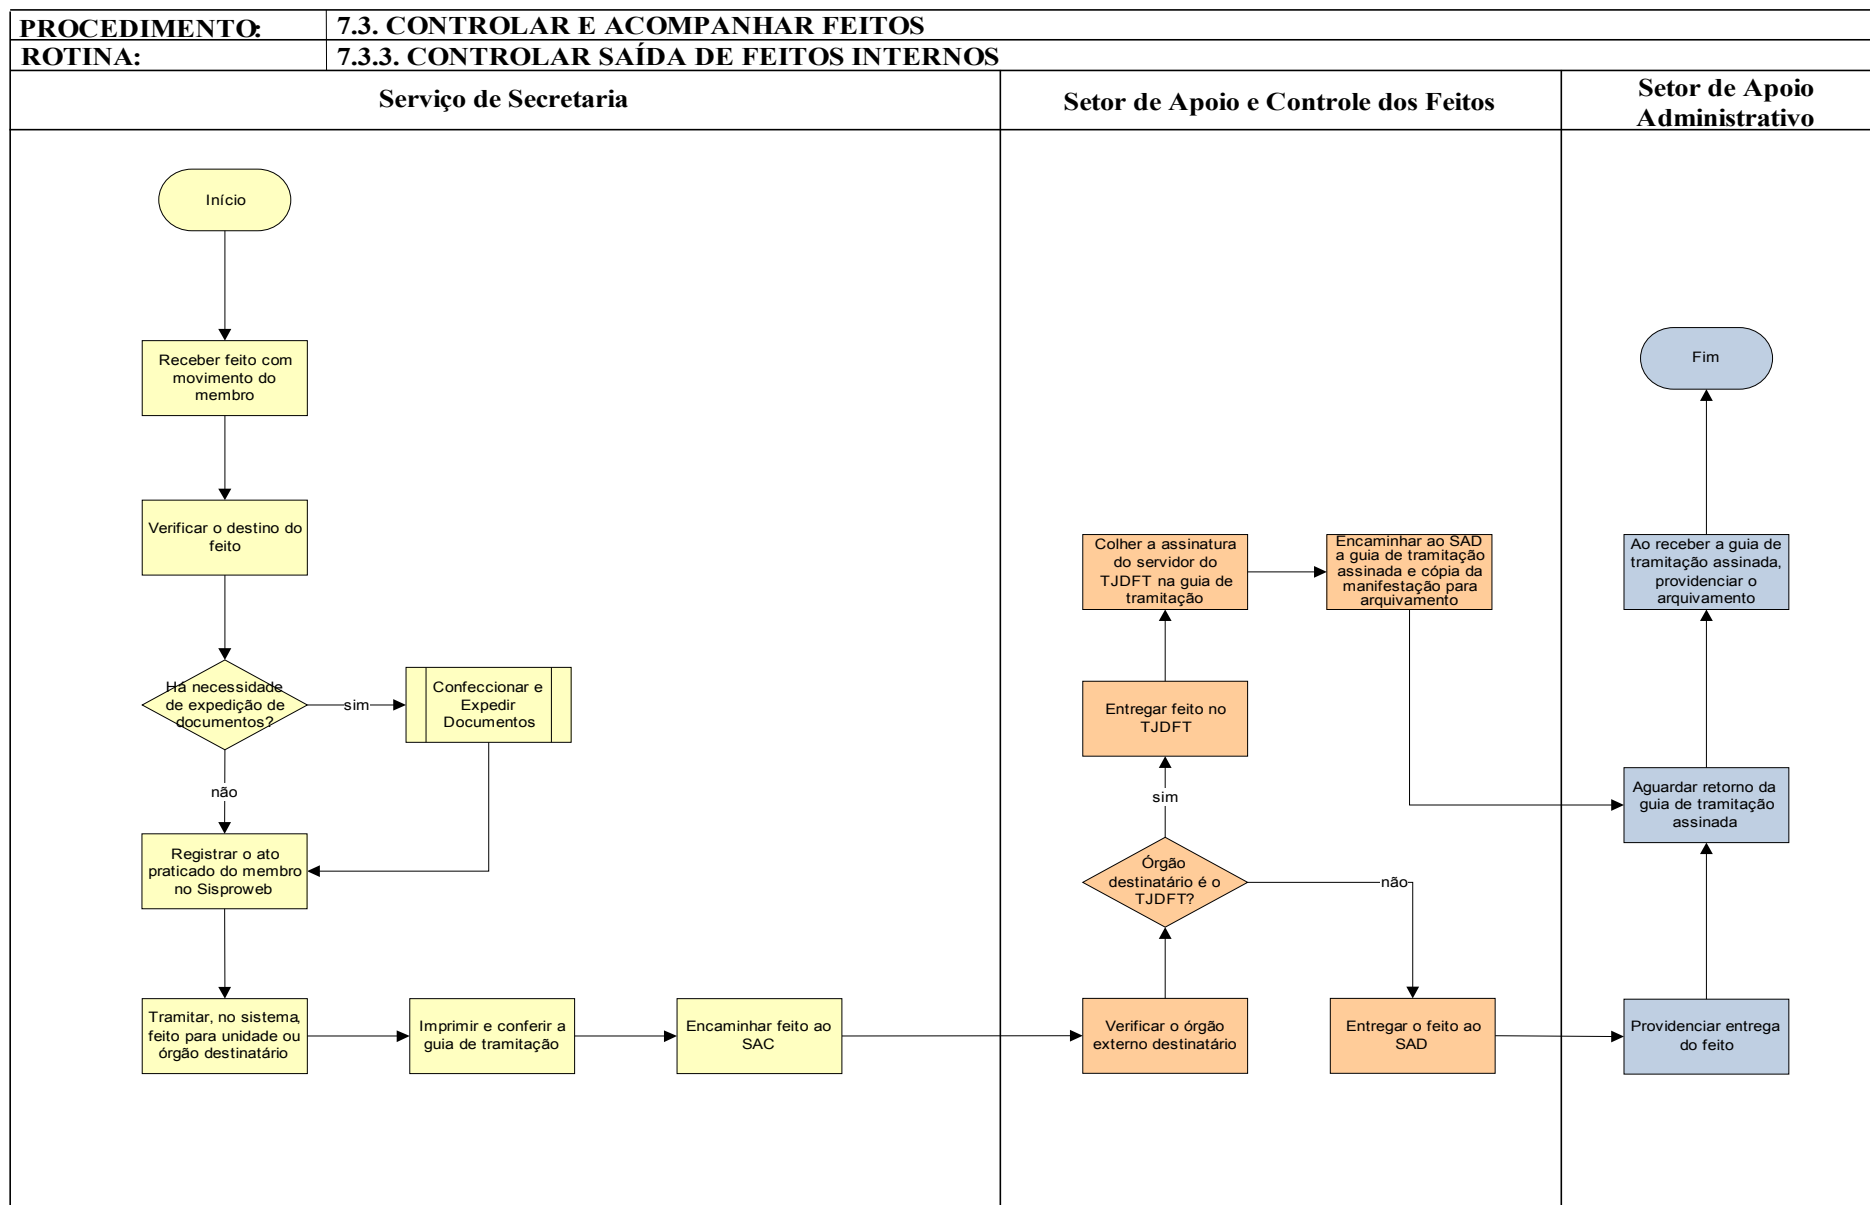 PROCEDIMENTO:
7.3. CONTROLAR E ACOMPANHAR FEITOS
ROTINA:
7.3.3. CONTROLAR SAÍDA DE FEITOS INTERNOS
Serviço de Secretaria
Setor de Apoio e Controle dos Feitos
Setor de Apoio
Administrativo
Início
Receber feito com
movimento do
membro
Verificar o destino do
feito
Há necessidade
de expedição de
documentos?
sim
Confeccionar e
Expedir
Documentos
não
Registrar o ato
praticado do membro
no Sisproweb
Tramitar, no sistema,
feito para unidade ou
órgão destinatário
Imprimir e conferir a
guia de tramitação
Encaminhar feito ao
SAC
Verificar o órgão
externo destinatário
Órgão
destinatário é o
TJDFT?
sim
não
Entregar feito no
TJDFT
Colher a assinatura
do servidor do
TJDFT na guia de
tramitação
Encaminhar ao SAD
a guia de tramitação
assinada e cópia da
manifestação para
arquivamento
Entregar o feito ao
SAD
Providenciar entrega
do feito
Aguardar retorno da
guia de tramitação
assinada
Ao receber a guia de
tramitação assinada,
providenciar o
arquivamento
Fim